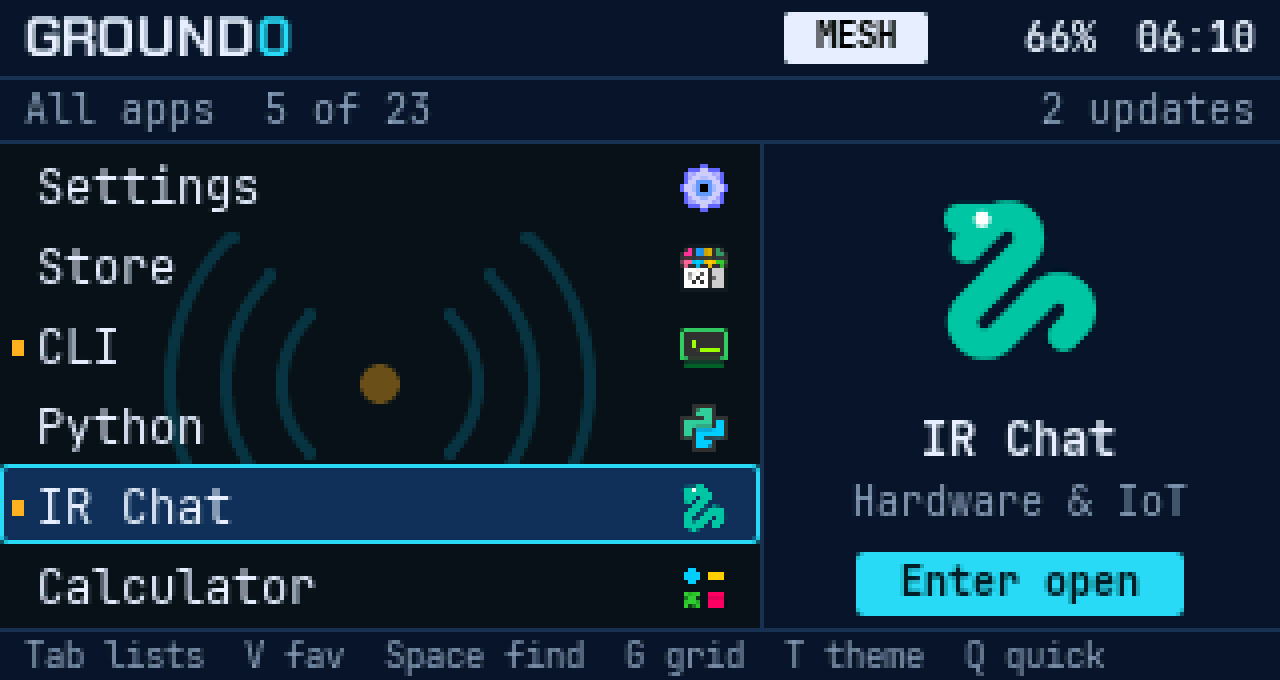 GROUND0 MESH 66% 06:10
All apps 5 of 23 2 updates
Settings
Store
CLI
Python
IR Chat
Calculator
IR Chat
Hardware & IoT
Enter open
Tab lists V fav Space find G grid T theme Q quick